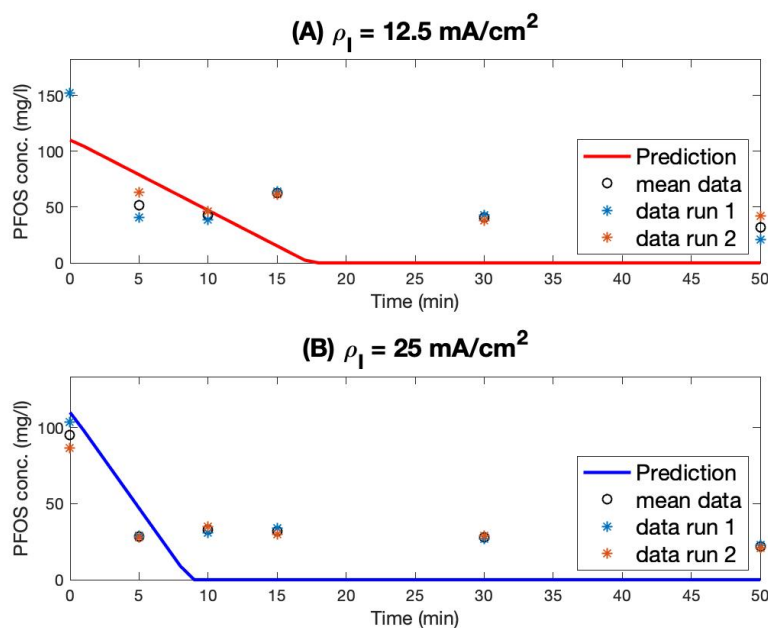 (A) ρI = 12.5 mA/cm²
PFOS conc. (mg/l)
150
100
50
0
Prediction
mean data
data run 1
data run 2
0 5 10 15 20 25 30 35 40 45 50
Time (min)
(B) ρI = 25 mA/cm²
PFOS conc. (mg/l)
100
50
0
Prediction
mean data
data run 1
data run 2
0 5 10 15 20 25 30 35 40 45 50
Time (min)